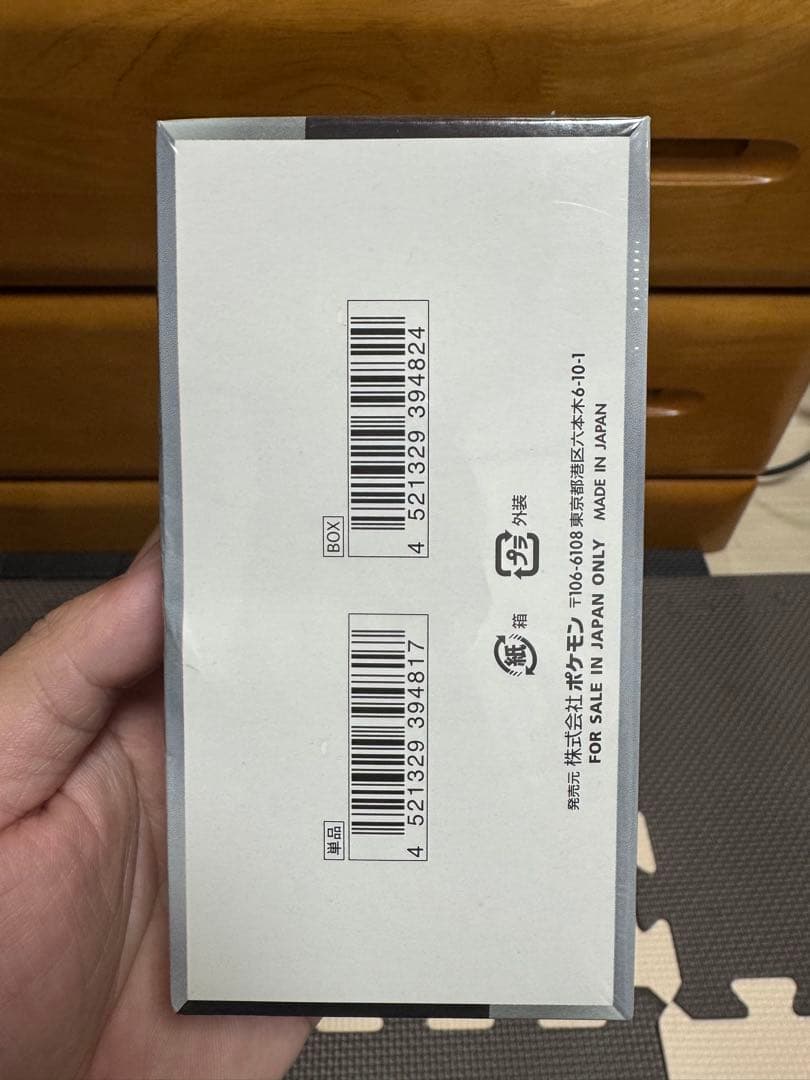 単品
4 521329 394817
BOX
4 521329 394824
紙 箱
プラ 外装
発売元 株式会社ポケモン 〒106-6108 東京都港区六本木6-10-1
FOR SALE IN JAPAN ONLY MADE IN JAPAN